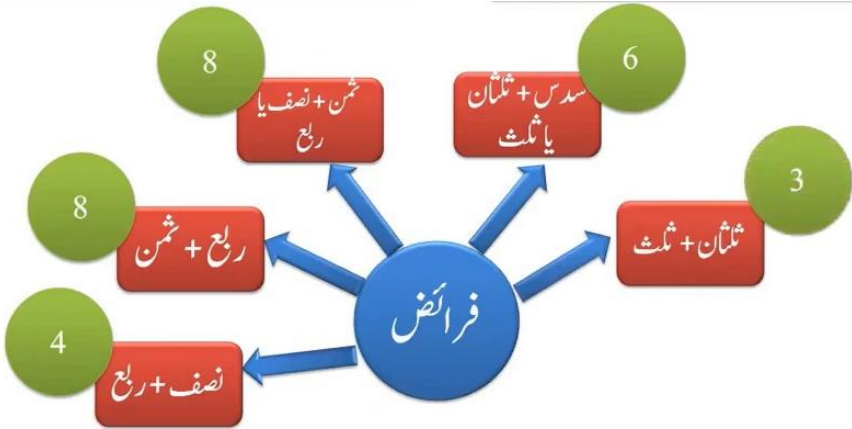 6
سدس + ثلثان
یا ثلث
8
ثمن + نصف یا
ربع
3
ثلثان + ثلث
8
ربع + ثمن
فرائض
4
نصف + ربع